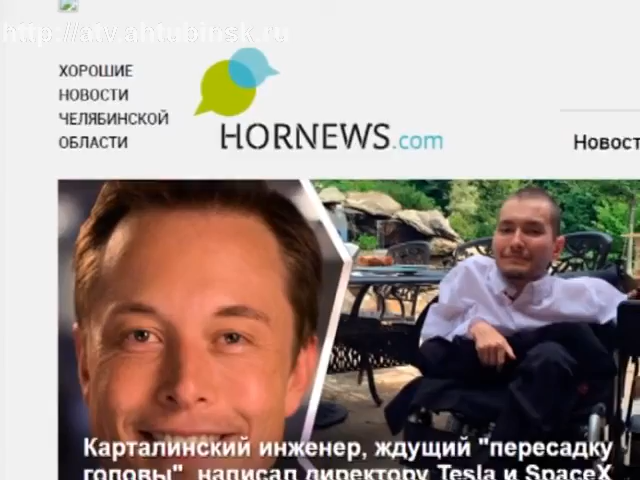 http://atv.ahtubinsk.ru
ХОРОШИЕ
НОВОСТИ
ЧЕЛЯБИНСКОЙ
ОБЛАСТИ
HORNEWS.com
Новост
Карталинский инженер, ждущий "пересадку
головы", написал директору Tesla и SpaceX